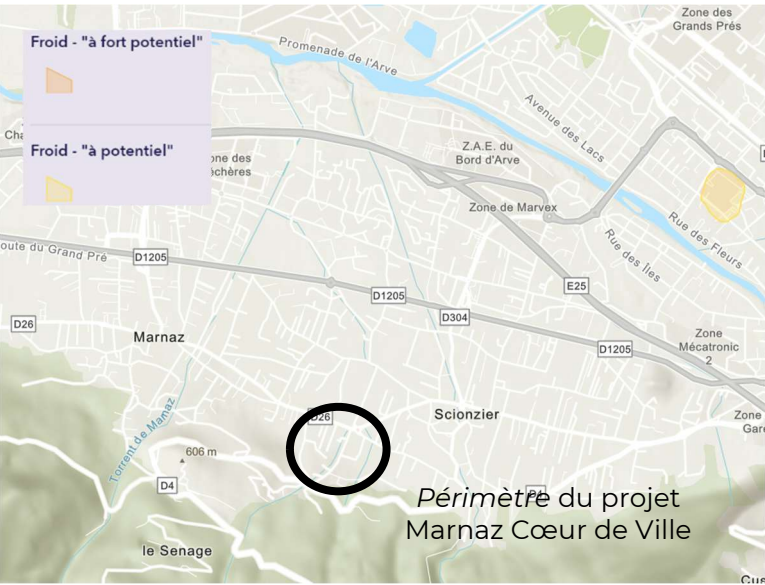 Zone des
Grands Prés
Froid - "à fort potentiel"
Promenade de l'Arve
Avenue des Lacs
Froid - "à potentiel"
Z.A.E. du
Bord d'Arve
Zone de Marvex
Rue des Fleurs
Rue des Îles
oute du Grand Pré
D1205
E25
D1205
D304
D26
Marnaz
D1205
Zone
Mécatronic
2
D26
Scionzier
Zone
Gare
Torrent de Marnaz
606 m
D4
Périmètre du projet
Marnaz Cœur de Ville
le Senage